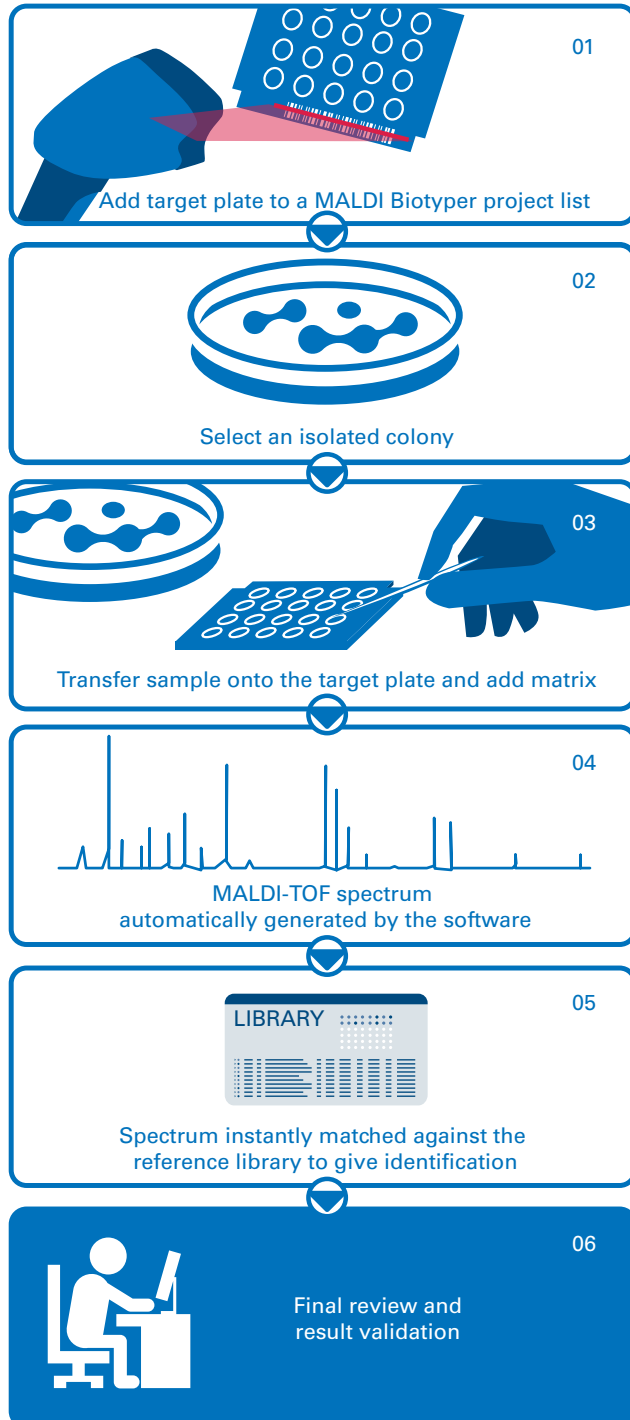 01
Add target plate to a MALDI Biotyper project list
02
Select an isolated colony
03
Transfer sample onto the target plate and add matrix
04
MALDI-TOF spectrum
automatically generated by the software
05
LIBRARY
Spectrum instantly matched against the
reference library to give identification
06
Final review and
result validation